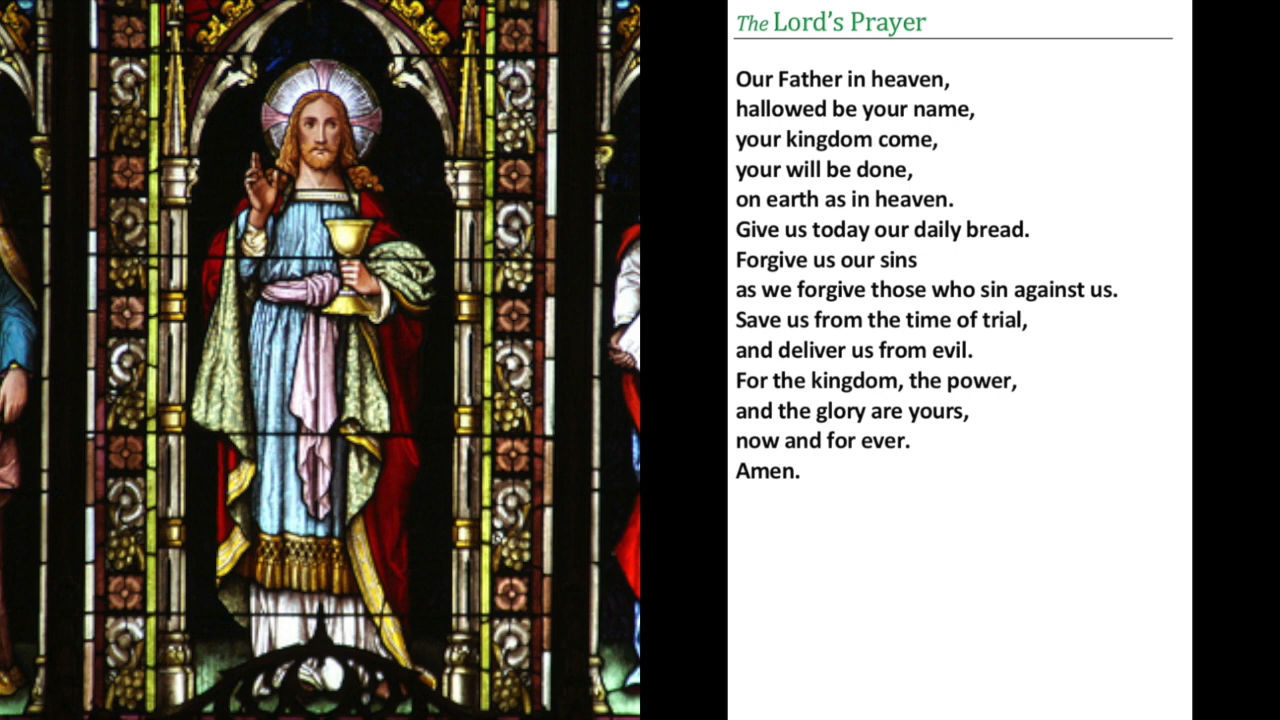 The Lord’s Prayer
Our Father in heaven,
hallowed be your name,
your kingdom come,
your will be done,
on earth as in heaven.
Give us today our daily bread.
Forgive us our sins
as we forgive those who sin against us.
Save us from the time of trial,
and deliver us from evil.
For the kingdom, the power,
and the glory are yours,
now and for ever.
Amen.